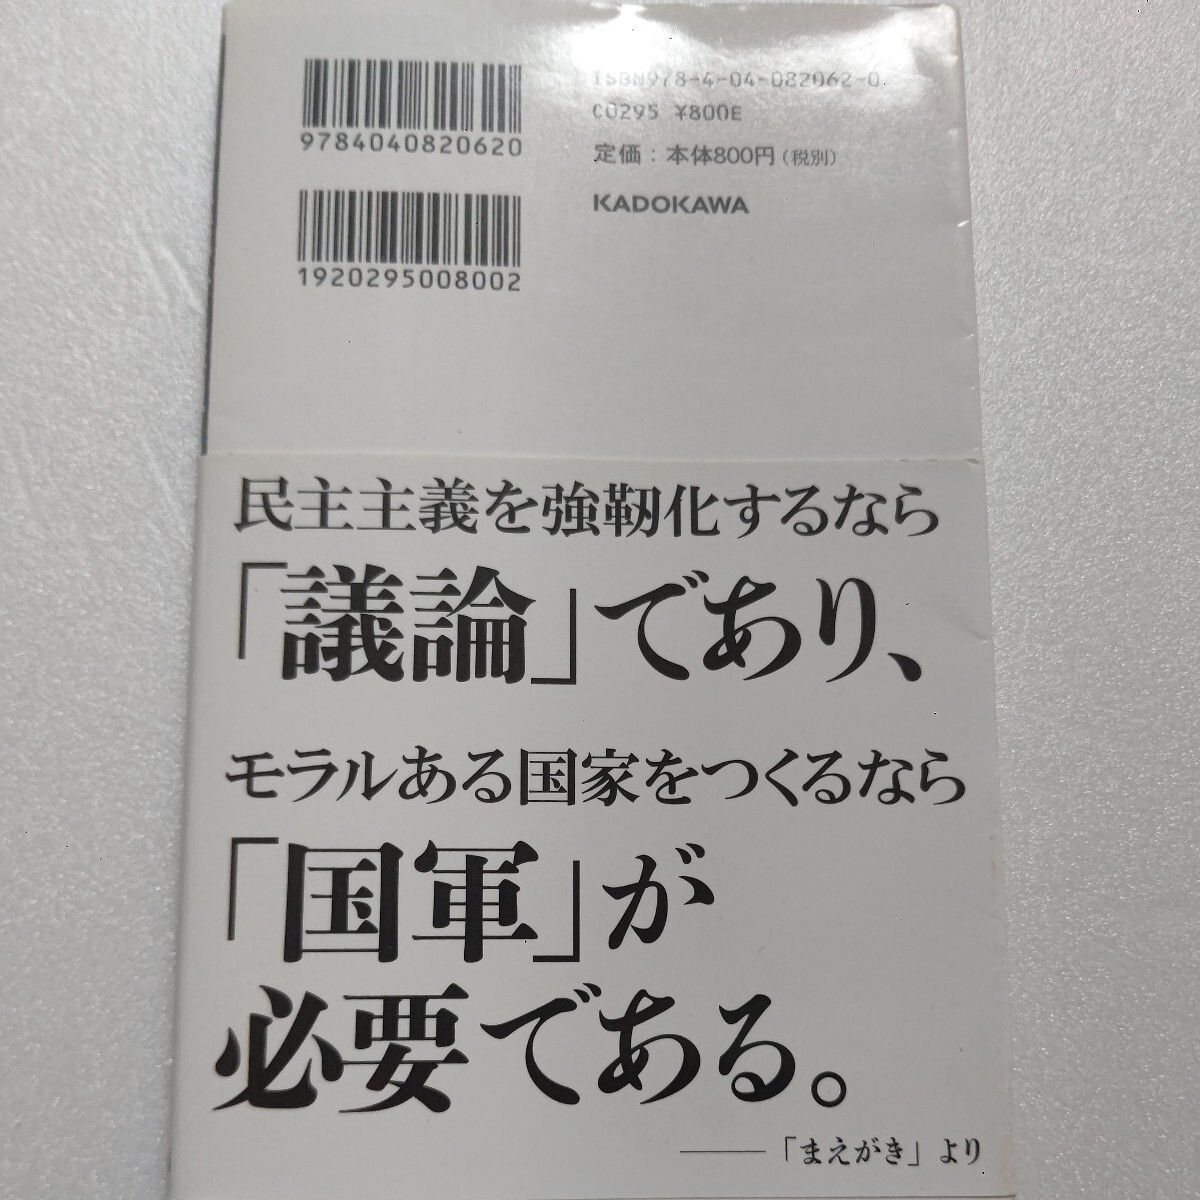 9784040820620
ISBN978-4-04-082062-0
C0295 ¥800E
定価：本体800円（税別）
KADOKAWA
1920295008002
民主主義を強靭化するなら
「議論」であり、
モラルある国家をつくるなら
「国軍」が
必要である。
――「まえがき」より